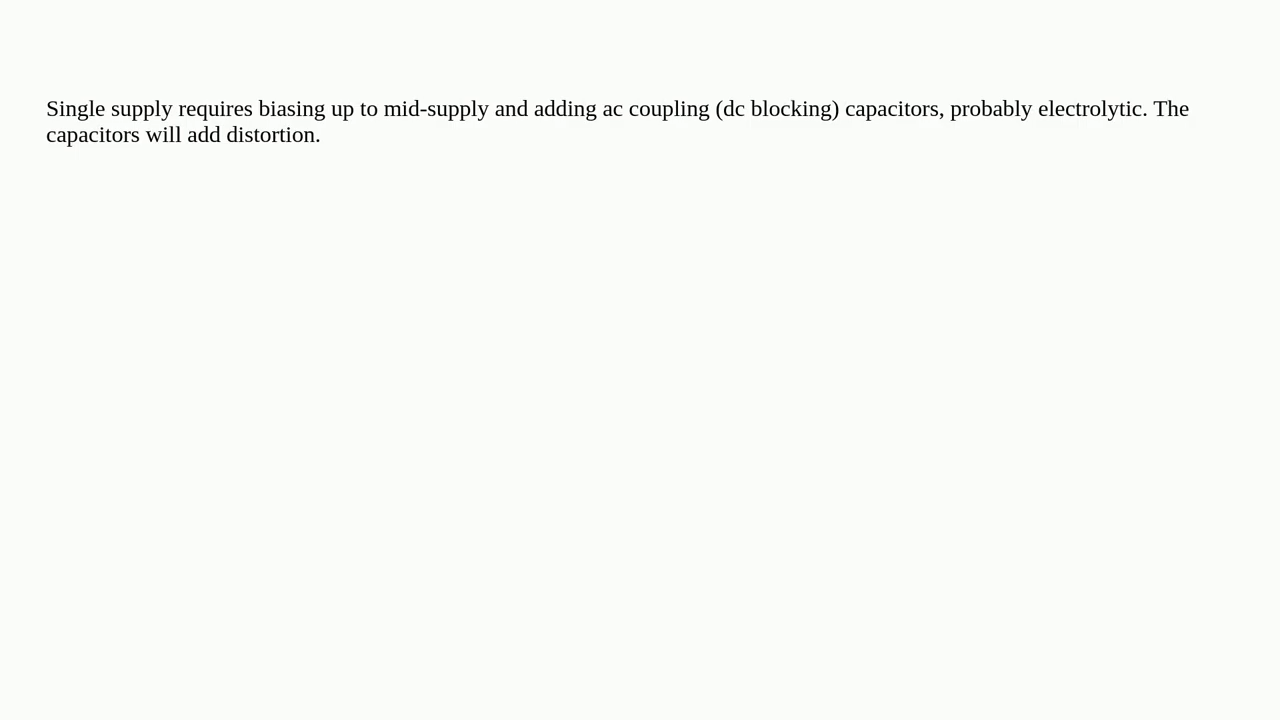 Single supply requires biasing up to mid-supply and adding ac coupling (dc blocking) capacitors, probably electrolytic. The
capacitors will add distortion.